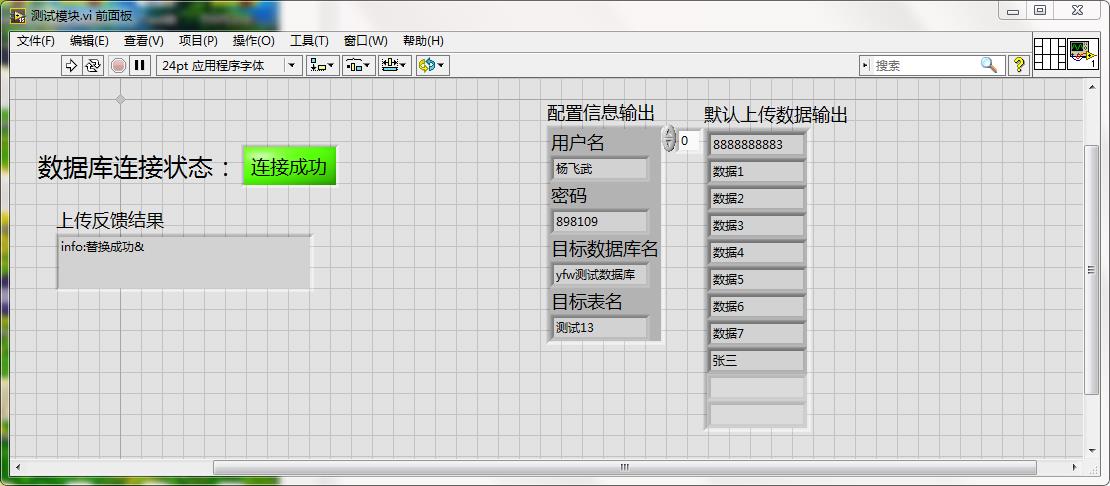 测试模块.vi 前面板
文件(F) 编辑(E) 查看(V) 项目(P) 操作(O) 工具(T) 窗口(W) 帮助(H)
24pt 应用程序字体
搜索
?
1
配置信息输出
默认上传数据输出
数据库连接状态：
连接成功
上传反馈结果
info:替换成功&
用户名
杨飞武
密码
898109
目标数据库名
yfw测试数据库
目标表名
测试13
0
8888888883
数据1
数据2
数据3
数据4
数据5
数据6
数据7
张三